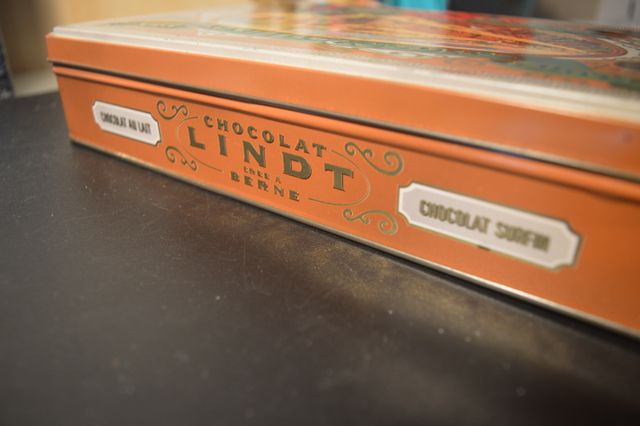 CHOCOLAT AU LAIT
CHOCOLAT
LINDT
CRÉÉ A
BERNE
CHOCOLAT SURFIN